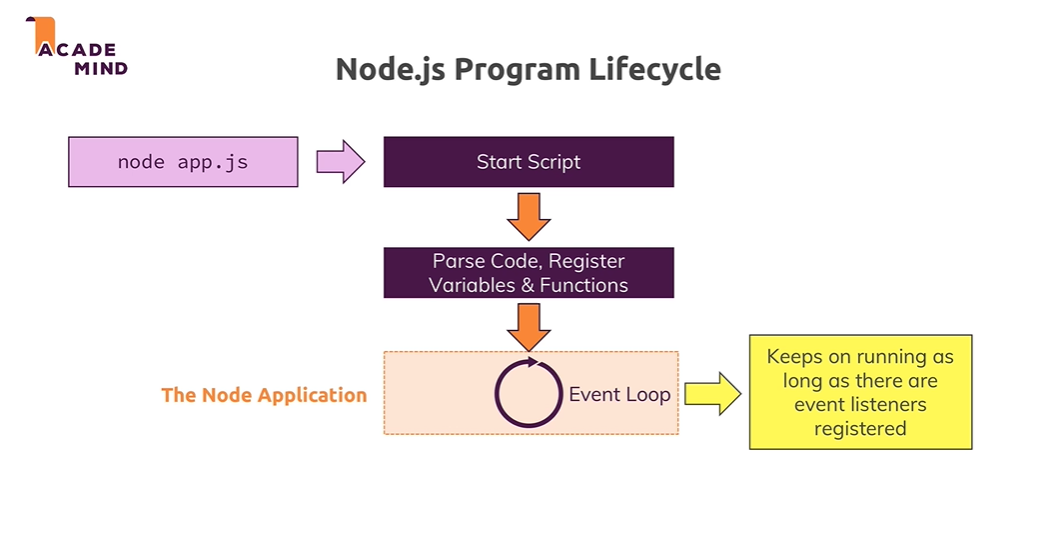 ACADE
MIND
Node.js Program Lifecycle
node app.js
Start Script
Parse Code, Register
Variables & Functions
The Node Application
Event Loop
Keeps on running as
long as there are
event listeners
registered